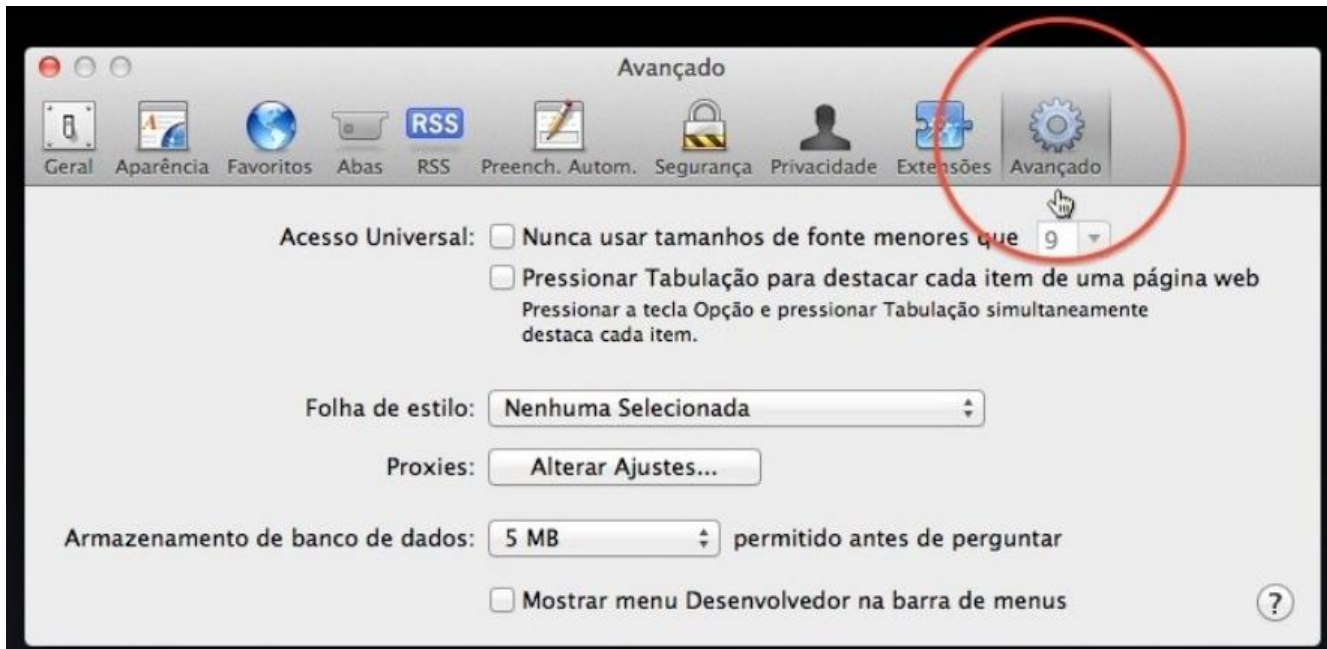 Avançado
Geral Aparência Favoritos Abas RSS Preench. Autom. Segurança Privacidade Extensões Avançado
RSS
Acesso Universal: Nunca usar tamanhos de fonte menores que 9
Pressionar Tabulação para destacar cada item de uma página web
Pressionar a tecla Opção e pressionar Tabulação simultaneamente
destaca cada item.
Folha de estilo: Nenhuma Selecionada
Proxies: Alterar Ajustes...
Armazenamento de banco de dados: 5 MB permitido antes de perguntar
Mostrar menu Desenvolvedor na barra de menus
?